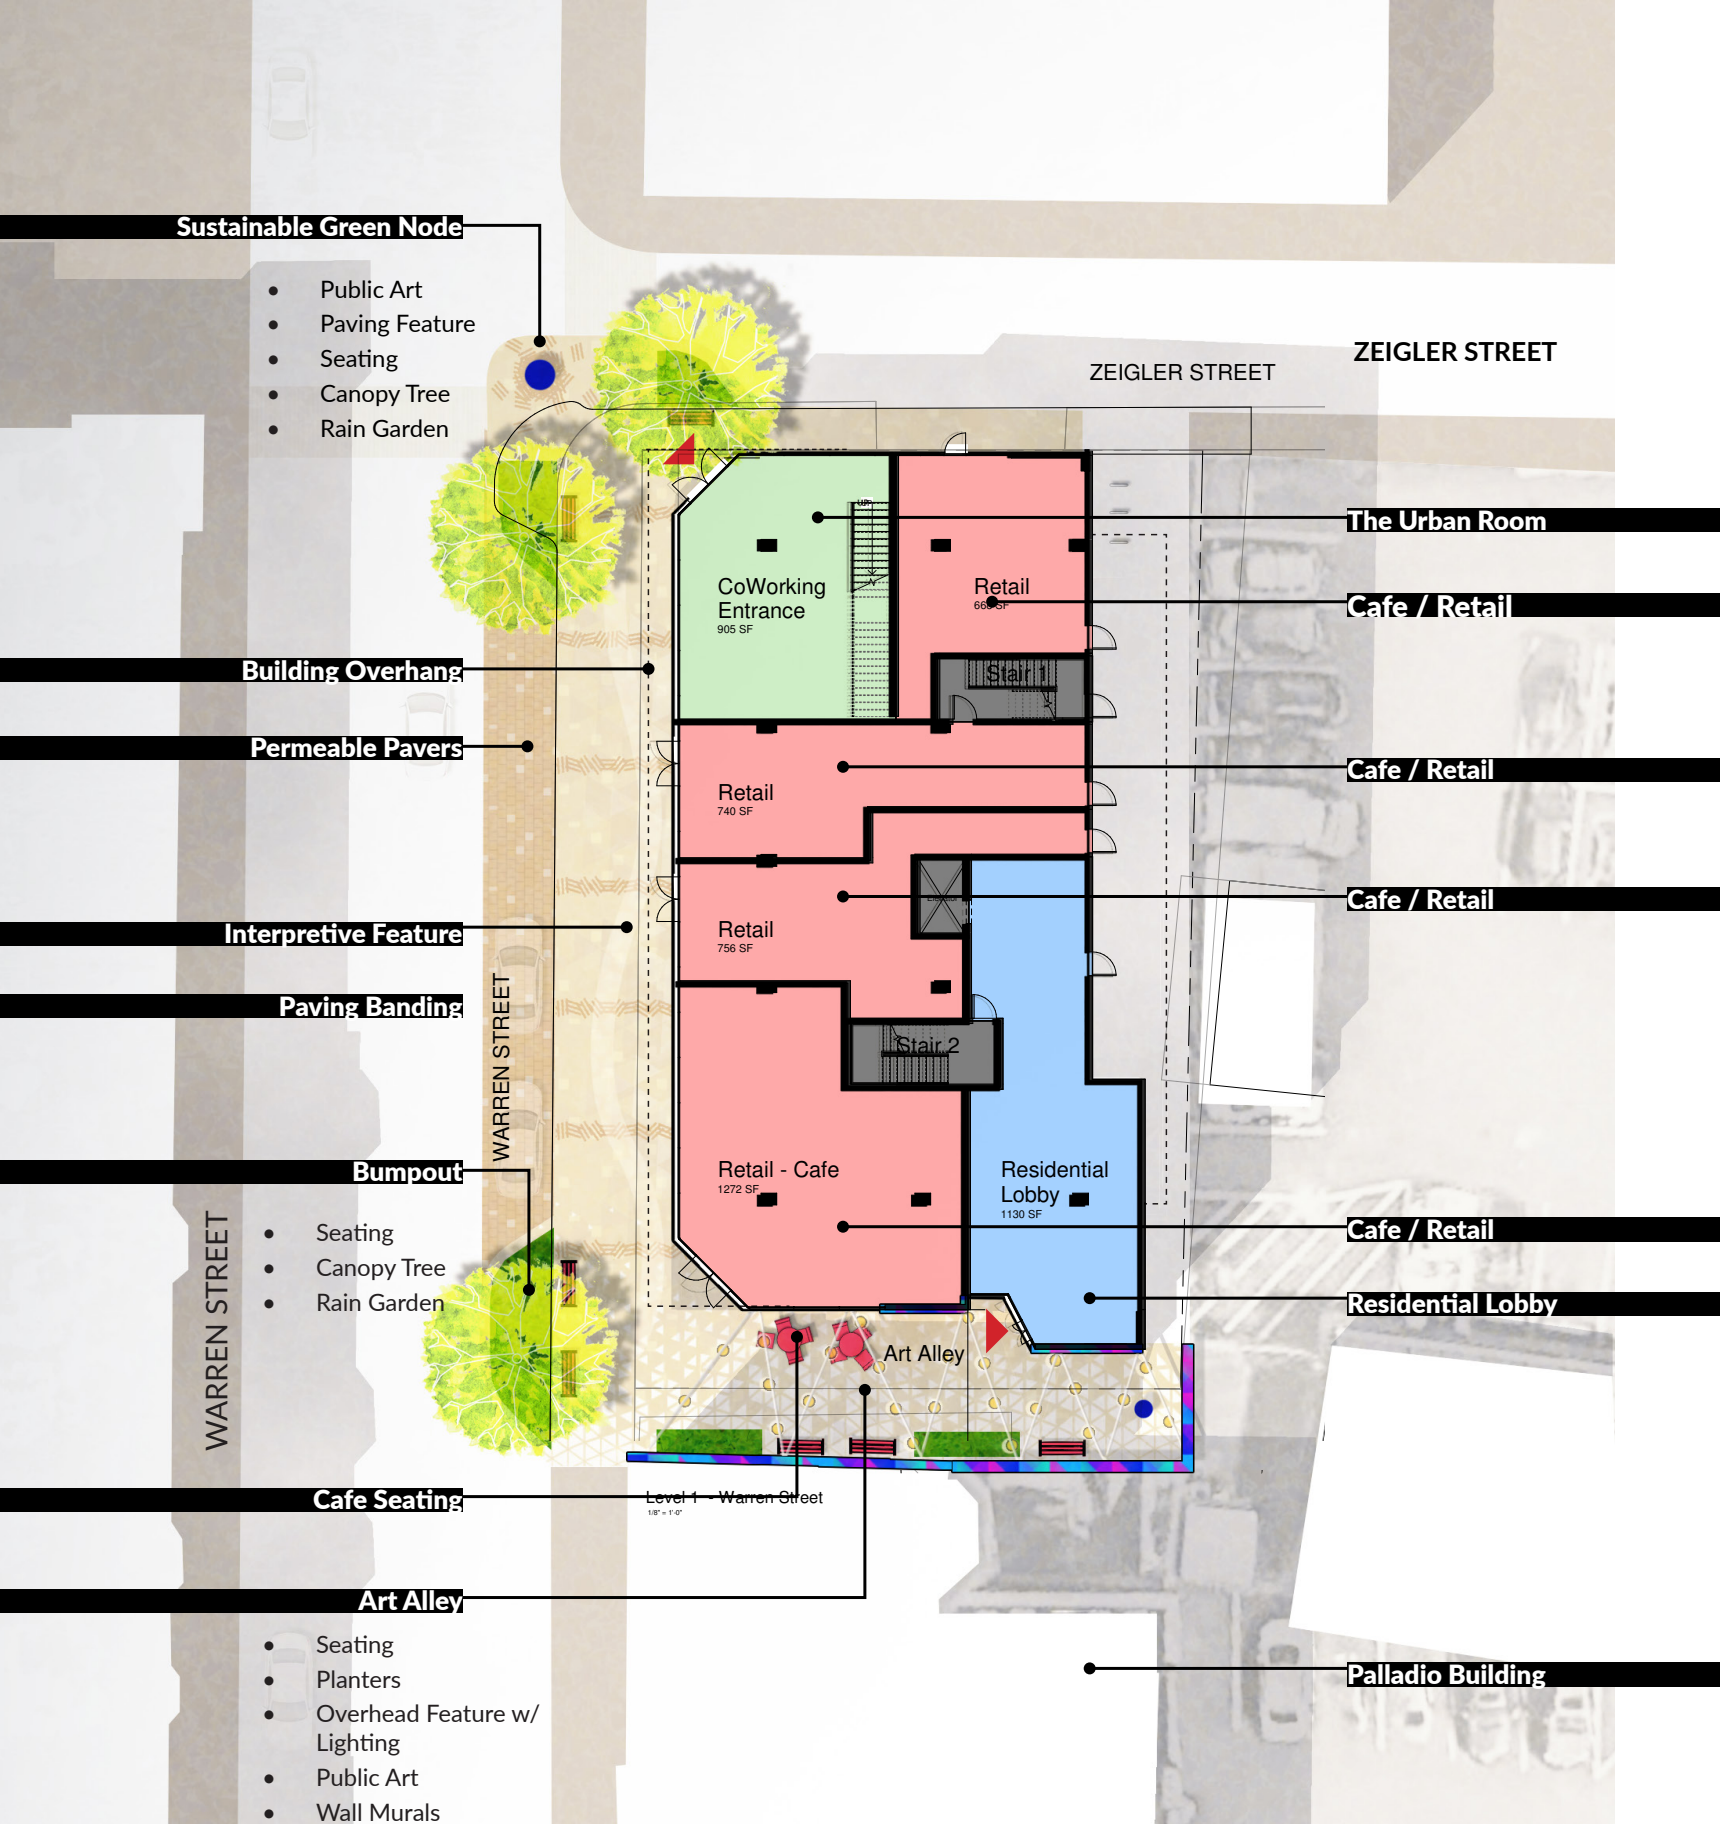 Sustainable Green Node
Public Art
Paving Feature
Seating
Canopy Tree
Rain Garden
ZEIGLER STREET
ZEIGLER STREET
The Urban Room
CoWorking
Entrance
905 SF
Retail
Cafe / Retail
Stair 1
Building Overhang
Permeable Pavers
Cafe / Retail
Retail
740 SF
Cafe / Retail
Retail
756 SF
Interpretive Feature
Paving Banding
WARREN STREET
Stair 2
Bumpout
Seating
Canopy Tree
Rain Garden
WARREN STREET
Retail - Cafe
1272 SF
Residential
Lobby
1130 SF
Cafe / Retail
Residential Lobby
Art Alley
Cafe Seating
Level 1 - Warren Street
1/8" = 1'-0"
Art Alley
Seating
Planters
Overhead Feature w/
Lighting
Public Art
Wall Murals
Palladio Building